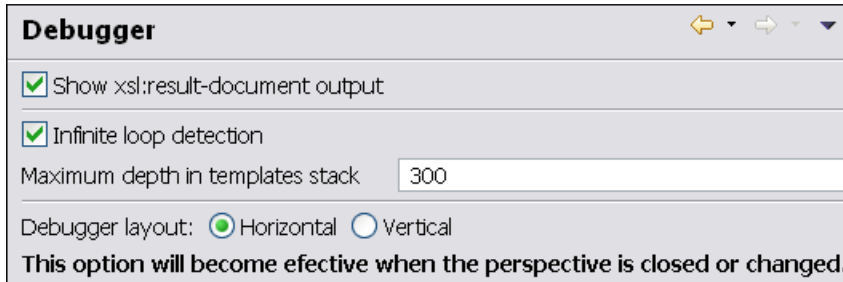 Debugger
Show xsl:result-document output
Infinite loop detection
Maximum depth in templates stack 300
Debugger layout: Horizontal Vertical
This option will become efective when the perspective is closed or changed.